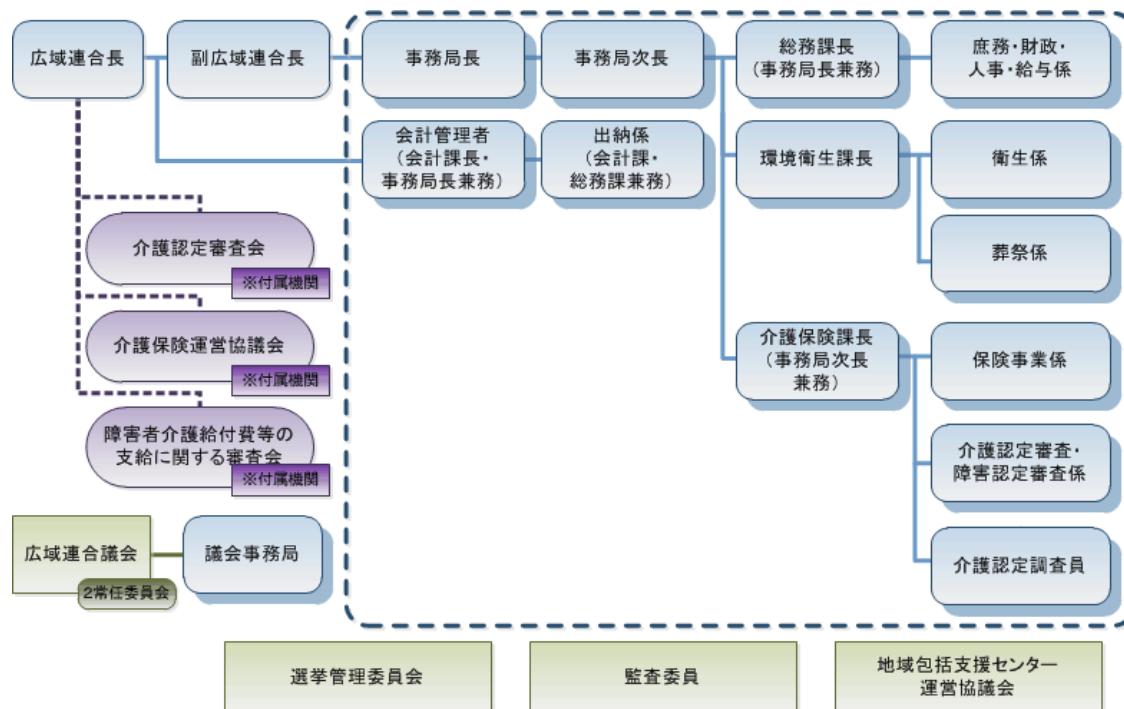 広域連合長
副広域連合長
事務局長
事務局次長
総務課長
(事務局長兼務)
庶務・財政・
人事・給与係
会計管理者
(会計課長・
事務局長兼務)
出納係
(会計課・
総務課兼務)
環境衛生課長
衛生係
葬祭係
介護認定審査会
※付属機関
介護保険運営協議会
※付属機関
障害者介護給付費等の
支給に関する審査会
※付属機関
介護保険課長
(事務局次長
兼務)
保険事業係
介護認定審査・
障害認定審査係
介護認定調査員
広域連合議会
2常任委員会
議会事務局
選挙管理委員会
監査委員
地域包括支援センター
運営協議会